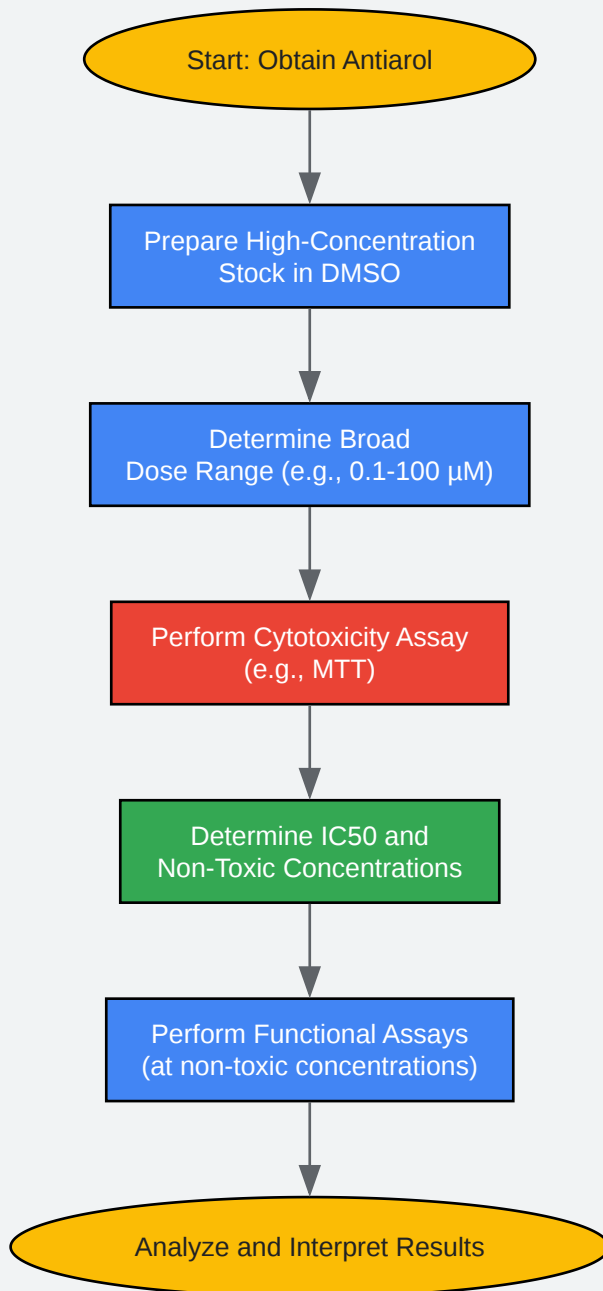 Start: Obtain Antiarol
Prepare High-Concentration
Stock in DMSO
Determine Broad
Dose Range (e.g., 0.1-100 µM)
Perform Cytotoxicity Assay
(e.g., MTT)
Determine IC50 and
Non-Toxic Concentrations
Perform Functional Assays
(at non-toxic concentrations)
Analyze and Interpret Results